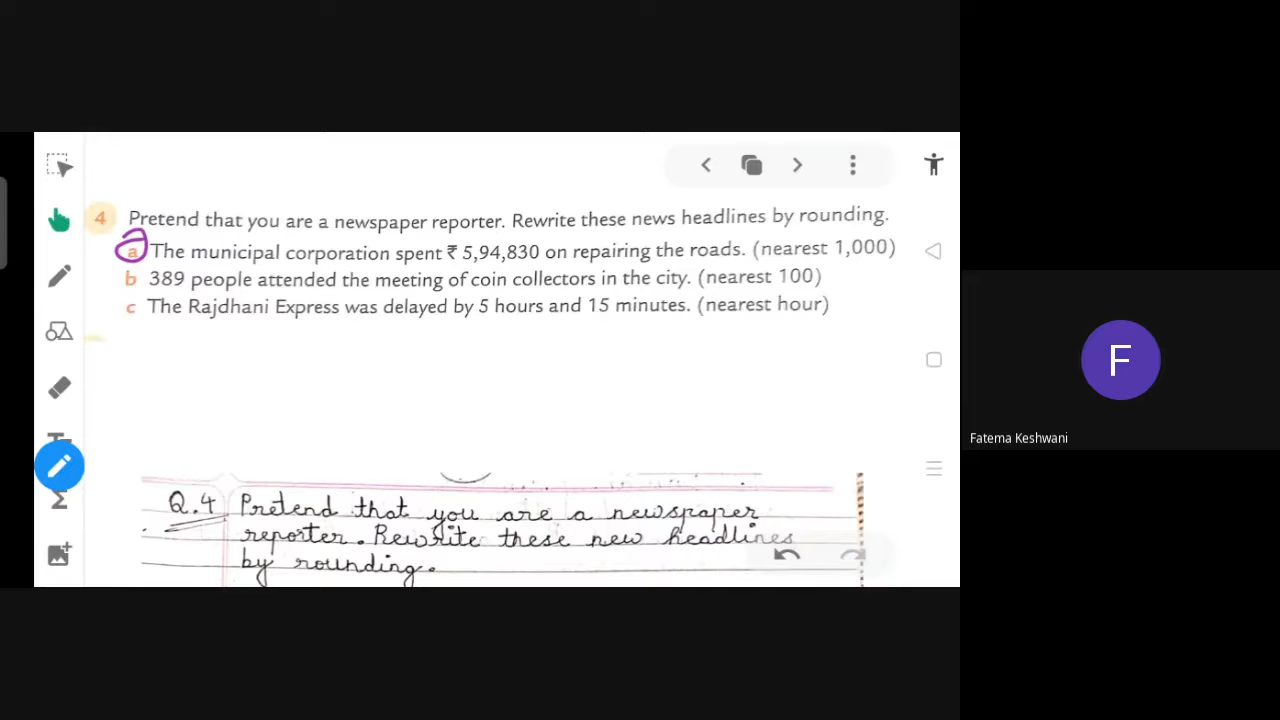 4 Pretend that you are a newspaper reporter. Rewrite these news headlines by rounding.
a The municipal corporation spent ₹ 5,94,830 on repairing the roads. (nearest 1,000)
b 389 people attended the meeting of coin collectors in the city. (nearest 100)
c The Rajdhani Express was delayed by 5 hours and 15 minutes. (nearest hour)
Q.4 Pretend that you are a newspaper
reporter. Rewrite these new headlines
by rounding.
F
Fatema Keshwani